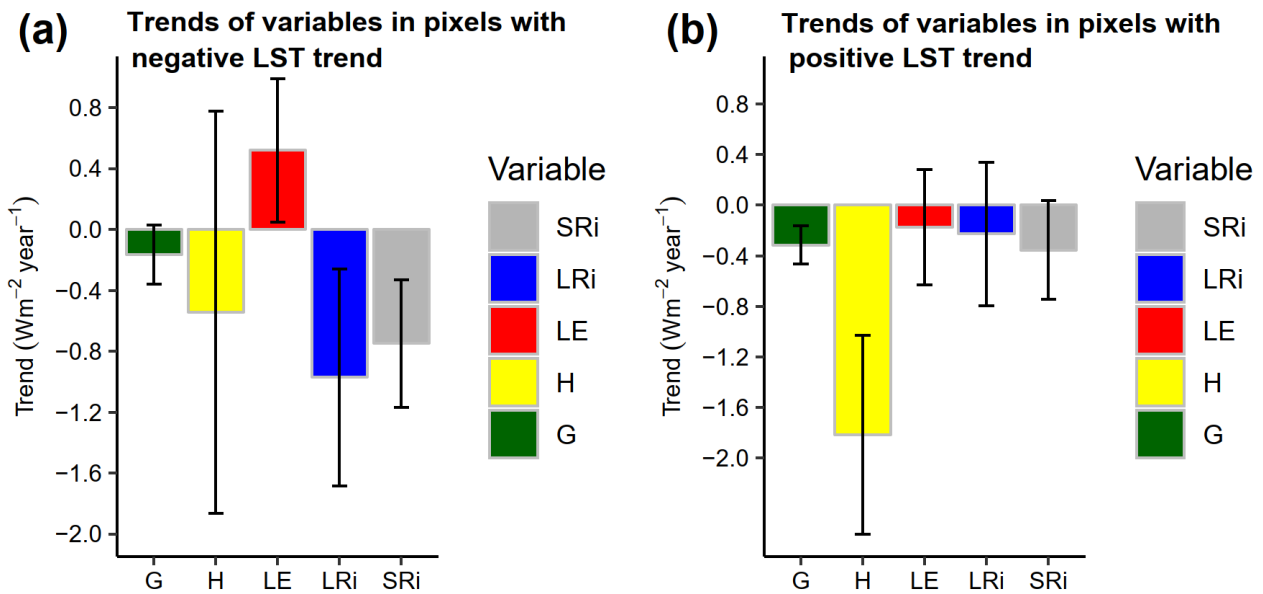 (a)
Trends of variables in pixels with
negative LST trend
Trend (Wm⁻² year⁻¹)
0.8
0.4
0.0
−0.4
−0.8
−1.2
−1.6
−2.0
G H LE LRi SRi
Variable
SRi
LRi
LE
H
G
(b)
Trends of variables in pixels with
positive LST trend
Trend (Wm⁻² year⁻¹)
0.8
0.4
0.0
−0.4
−0.8
−1.2
−1.6
−2.0
G H LE LRi SRi
Variable
SRi
LRi
LE
H
G